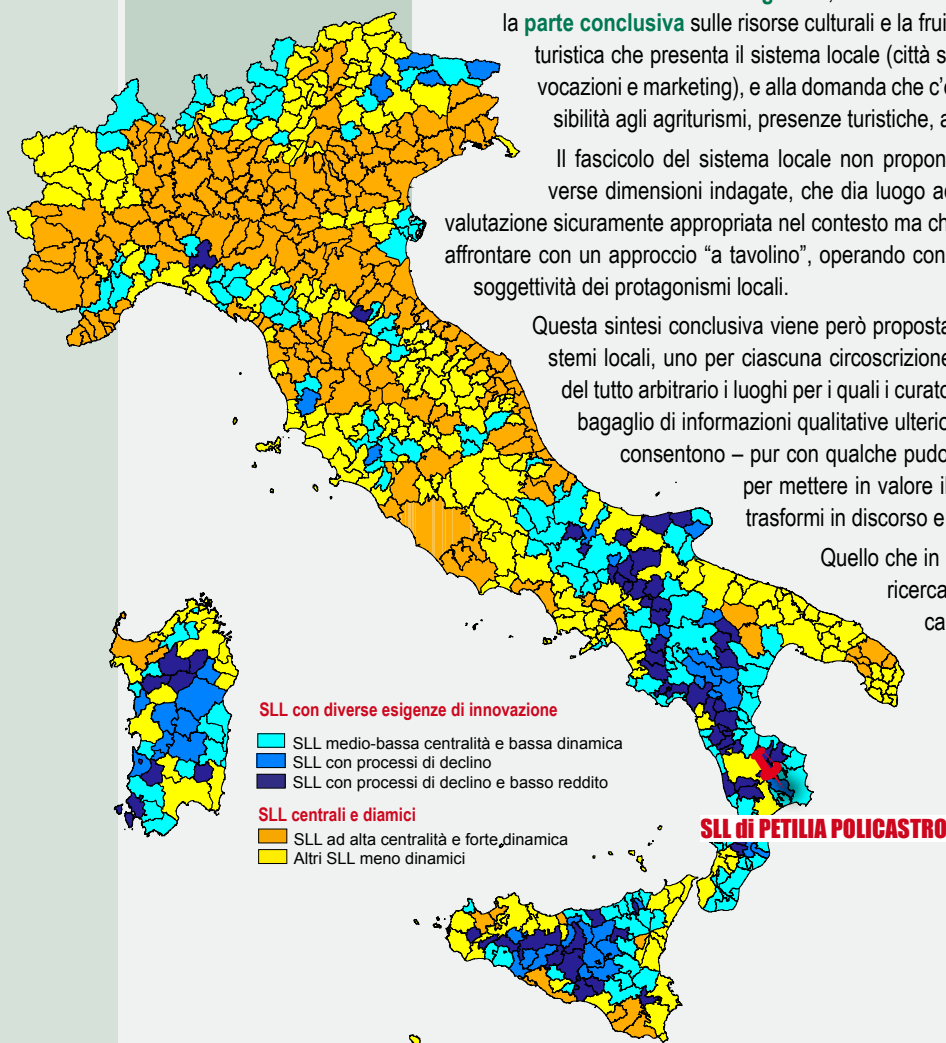 la parte conclusiva sulle risorse culturali e la frui
turistica che presenta il sistema locale (città s
vocazioni e marketing), e alla domanda che c'
sibilità agli agriturismi, presenze turistiche, a
Il fascicolo del sistema locale non propon
verse dimensioni indagate, che dia luogo a
valutazione sicuramente appropriata nel contesto ma ch
affrontare con un approccio “a tavolino”, operando con
soggettività dei protagonismi locali.
Questa sintesi conclusiva viene però proposta
stemi locali, uno per ciascuna circoscrizione
del tutto arbitrario i luoghi per i quali i curato
bagaglio di informazioni qualitative ulterio
consentono – pur con qualche pudo
per mettere in valore il
trasformi in discorso e
Quello che in
ricerca
ca
SLL con diverse esigenze di innovazione
SLL medio-bassa centralità e bassa dinamica
SLL con processi di declino
SLL con processi di declino e basso reddito
SLL centrali e diamici
SLL ad alta centralità e forte dinamica
Altri SLL meno dinamici
SLL di PETILIA POLICASTRO